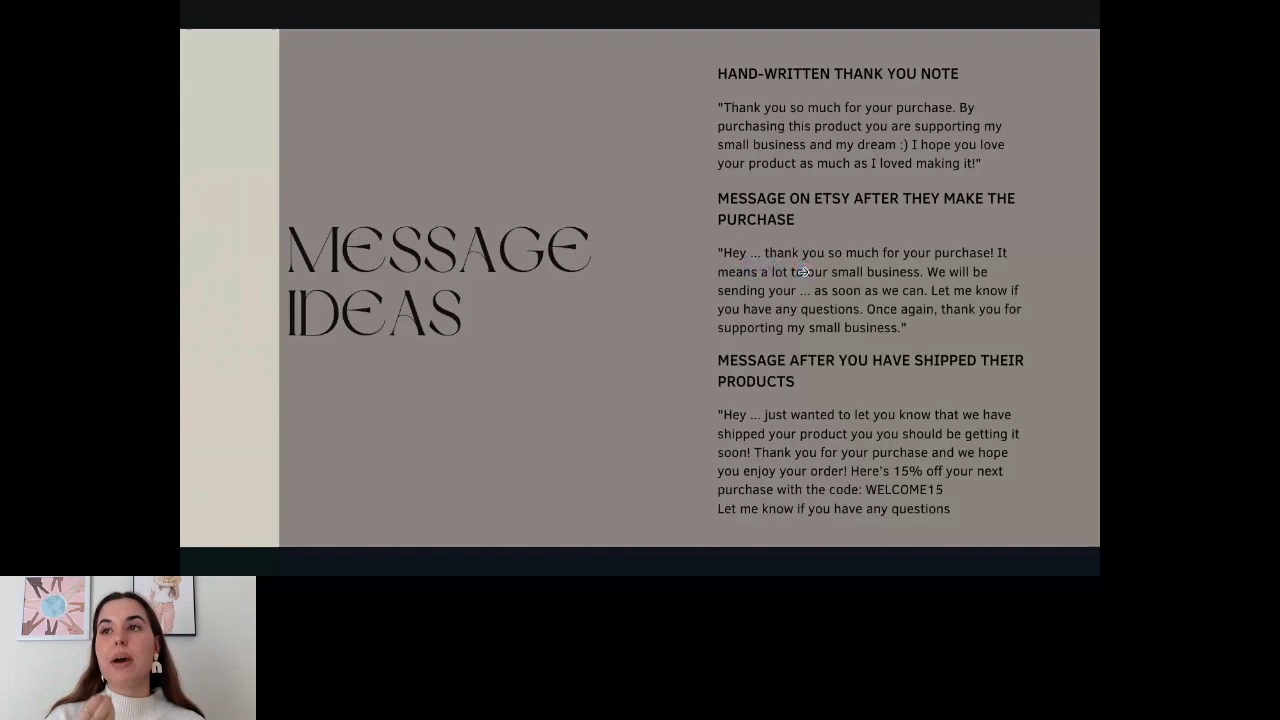 MESSAGE
IDEAS
HAND-WRITTEN THANK YOU NOTE
"Thank you so much for your purchase. By
purchasing this product you are supporting my
small business and my dream :) I hope you love
your product as much as I loved making it!"
MESSAGE ON ETSY AFTER THEY MAKE THE
PURCHASE
"Hey ... thank you so much for your purchase! It
means a lot to our small business. We will be
sending your ... as soon as we can. Let me know if
you have any questions. Once again, thank you for
supporting my small business."
MESSAGE AFTER YOU HAVE SHIPPED THEIR
PRODUCTS
"Hey ... just wanted to let you know that we have
shipped your product you you should be getting it
soon! Thank you for your purchase and we hope
you enjoy your order! Here's 15% off your next
purchase with the code: WELCOME15
Let me know if you have any questions